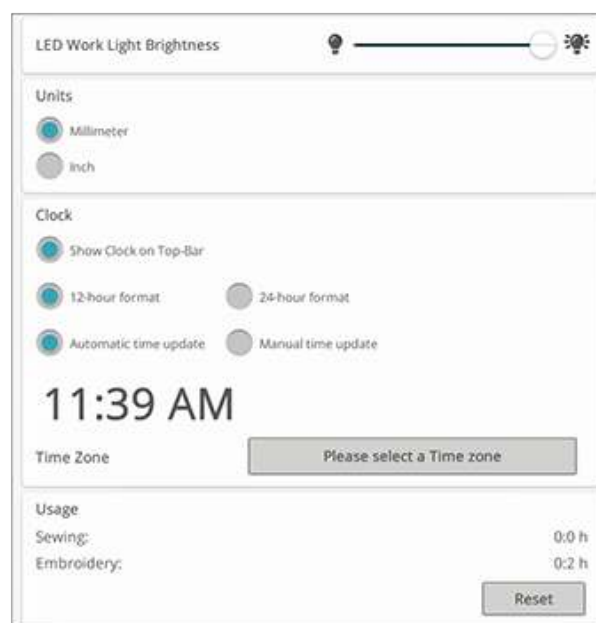 LED Work Light Brightness
Units
Millimeter
Inch
Clock
Show Clock on Top-Bar
12-hour format 24-hour format
Automatic time update Manual time update
11:39 AM
Time Zone Please select a Time zone
Usage
Sewing: 0:0 h
Embroidery: 0:2 h
Reset